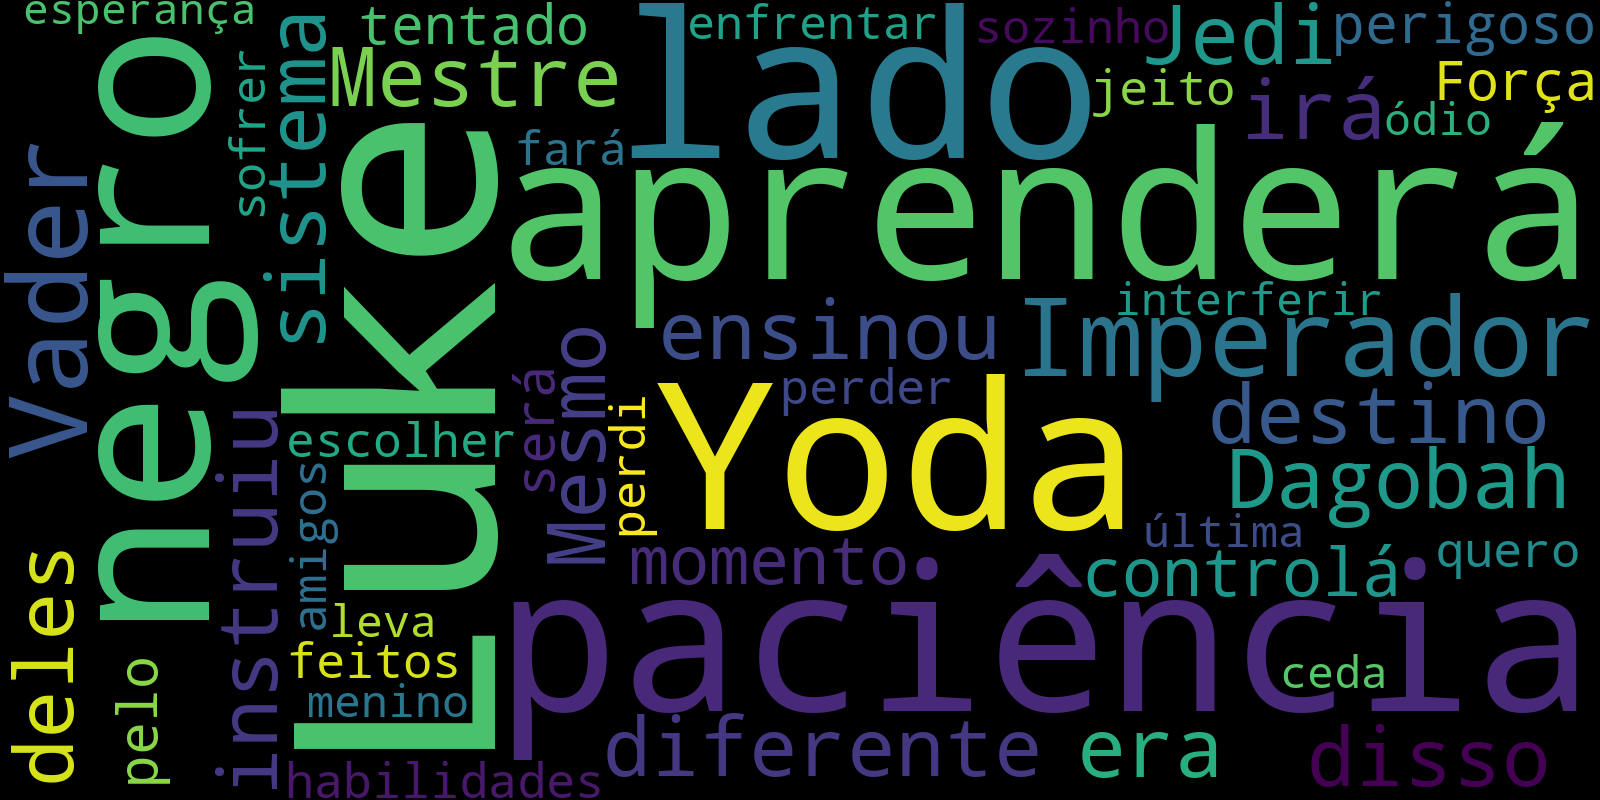 esperança
tentado
enfrentar
sozinho
Jedi
perigoso
Mestre
lado
jeito
irá
Força
ódio
fará
aprenderá
sofrer
sistema
negro
Vader
Luke
interferir
ensinou
Imperador
Mesmo
será
perdi
perder
Yoda
destino
Dagobah
escolher
instruiu
amigos
última
momento
controlá
quero
deles
pelo
leva
feitos
menino
paciência
ceda
diferente
era
disso
habilidades